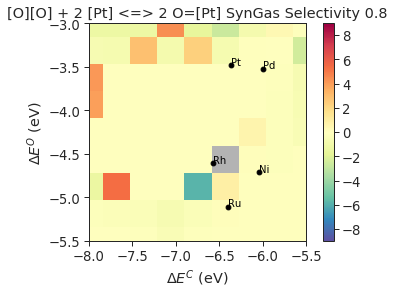 [O][O] + 2 [Pt] <=> 2 O=[Pt] SynGas Selectivity 0.8
−3.0
−3.5
−4.0
−4.5
−5.0
−5.5
ΔE^O (eV)
Pt
Pd
Rh
Ni
Ru
−8.0 −7.5 −7.0 −6.5 −6.0 −5.5
ΔE^C (eV)
8
6
4
2
0
−2
−4
−6
−8